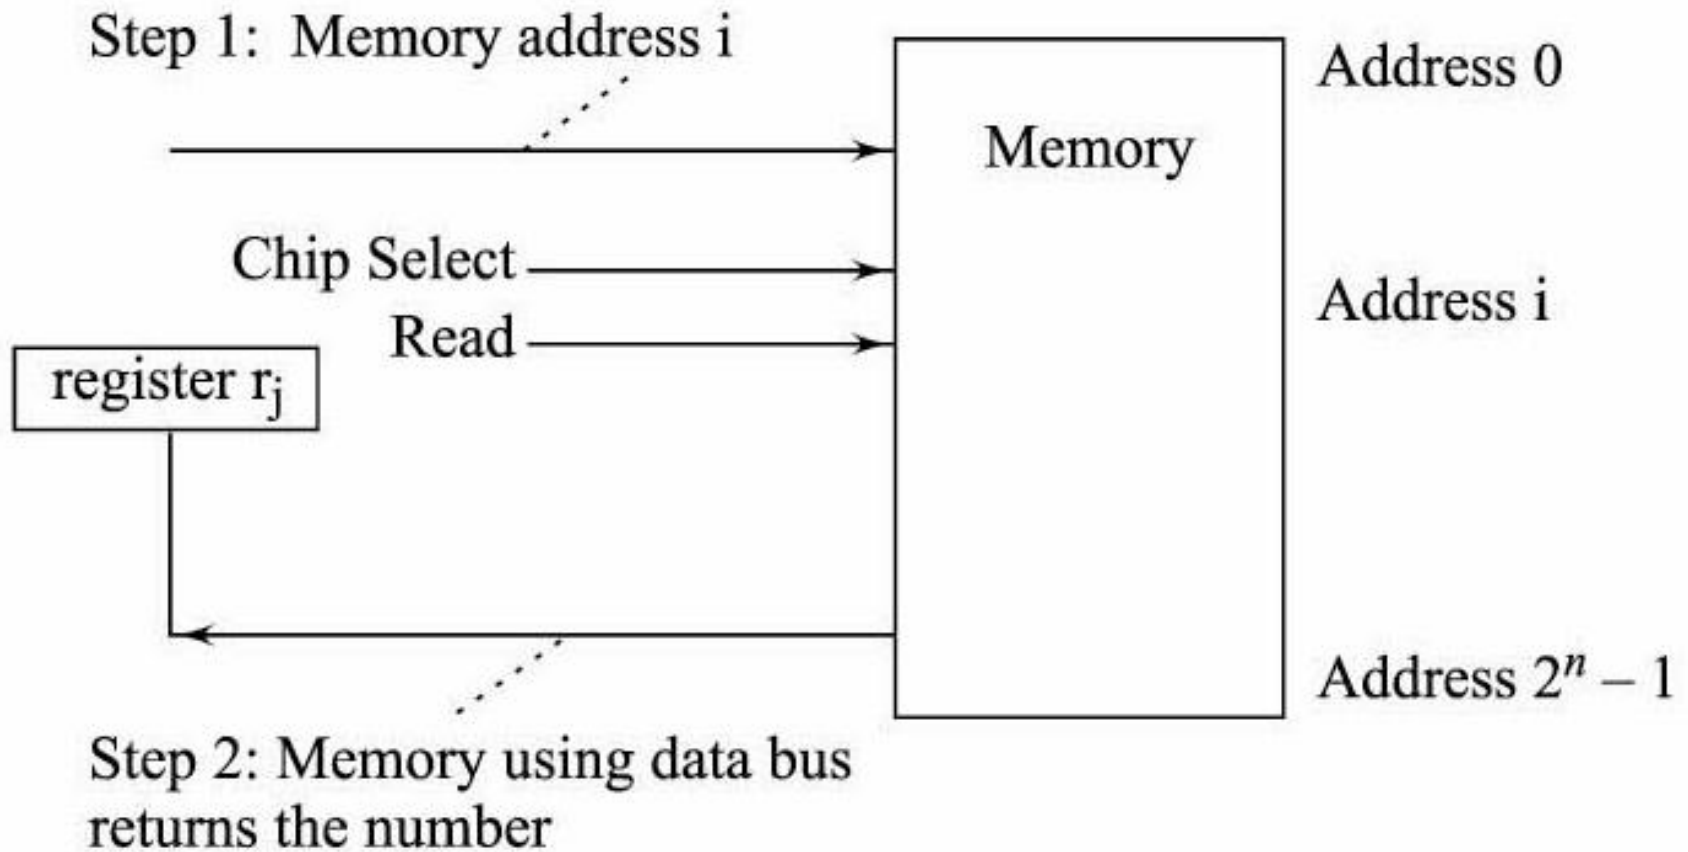 Step 1: Memory address i
Address 0
Memory
Chip Select
Address i
Read
register rj
Address 2ⁿ – 1
Step 2: Memory using data bus
returns the number